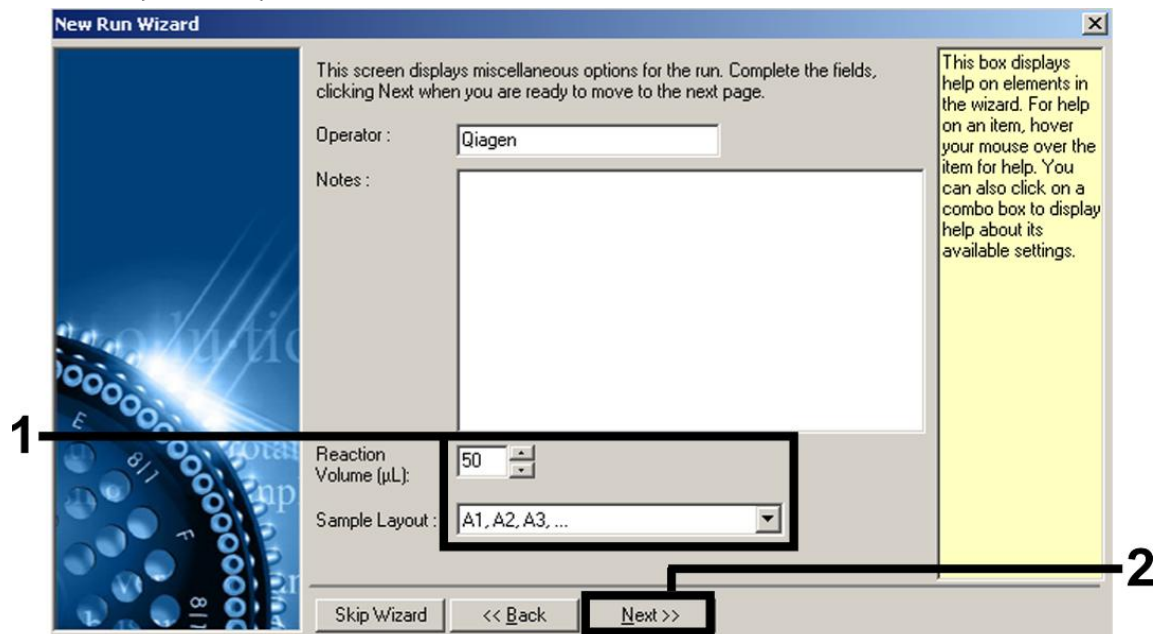 New Run Wizard
This screen displays miscellaneous options for the run. Complete the fields,
clicking Next when you are ready to move to the next page.
Operator :
Qiagen
Notes :
Reaction
Volume (µL):
50
Sample Layout :
A1, A2, A3, ...
Skip Wizard
<< Back
Next >>
This box displays
help on elements in
the wizard. For help
on an item, hover
your mouse over the
item for help. You
can also click on a
combo box to display
help about its
available settings.
1
2
E
8|1
F
8|1